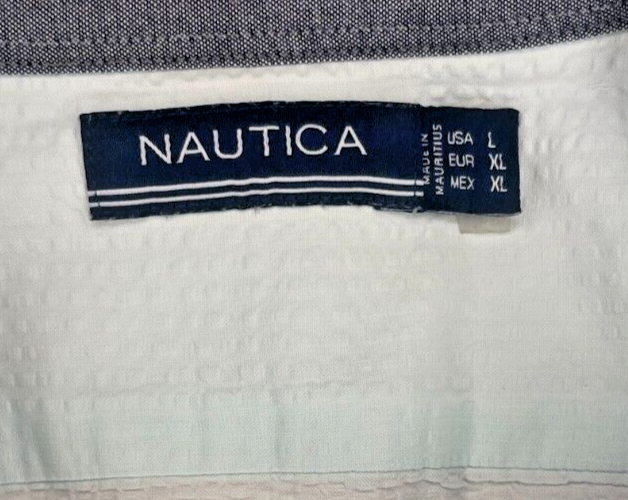 NAUTICA
MADE IN
MAURITIUS
USA L
EUR XL
MEX XL